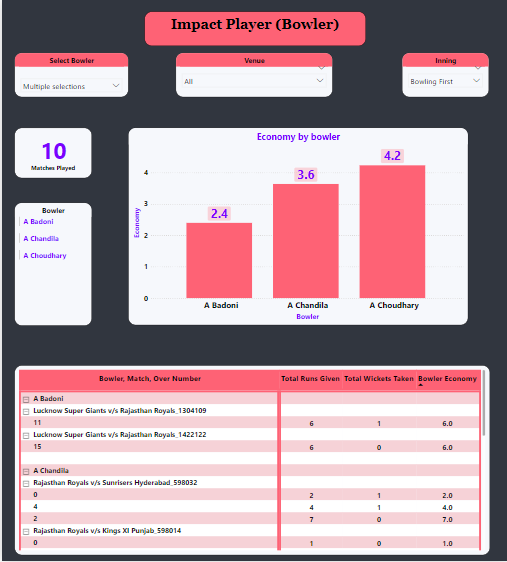 Impact Player (Bowler)
Select Bowler
Multiple selections
Venue
All
Inning
Bowling First
10
Matches Played
Bowler
A Badoni
A Chandila
A Choudhary
Economy by bowler
Economy
4
3
2
1
0
2.4
3.6
4.2
A Badoni A Chandila A Choudhary
Bowler
Bowler, Match, Over Number Total Runs Given Total Wickets Taken Bowler Economy
A Badoni
Lucknow Super Giants v/s Rajasthan Royals_1304109
11 6 1 6.0
Lucknow Super Giants v/s Rajasthan Royals_1422122
15 6 0 6.0
A Chandila
Rajasthan Royals v/s Sunrisers Hyderabad_598032
0 2 1 2.0
4 4 1 4.0
2 7 0 7.0
Rajasthan Royals v/s Kings XI Punjab_598014
0 1 0 1.0